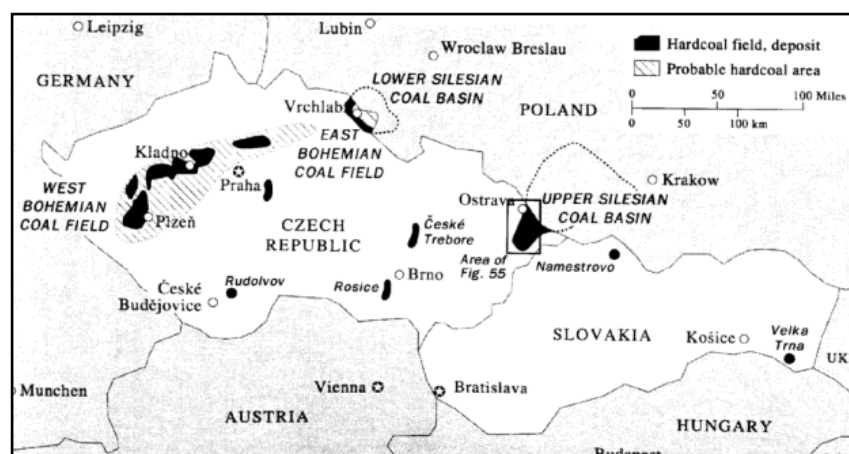 Leipzig
Lubin
Wroclaw Breslau
Hardcoal field, deposit
Probable hardcoal area
0 50 100 Miles
0 50 100 km
GERMANY
LOWER SILESIAN
COAL BASIN
POLAND
Vrchlabi
EAST
BOHEMIAN
COAL FIELD
Kladno
Praha
WEST
BOHEMIAN
COAL FIELD
Plzeň
Krakow
Ostrava
UPPER SILESIAN
COAL BASIN
CZECH
REPUBLIC
České
Trebore
Area of
Fig. 55
Namestrovo
Brno
Rosice
Rudolvov
České
Budějovice
SLOVAKIA
Košice
Velka
Trna
UK
Munchen
Vienna
Bratislava
AUSTRIA
HUNGARY